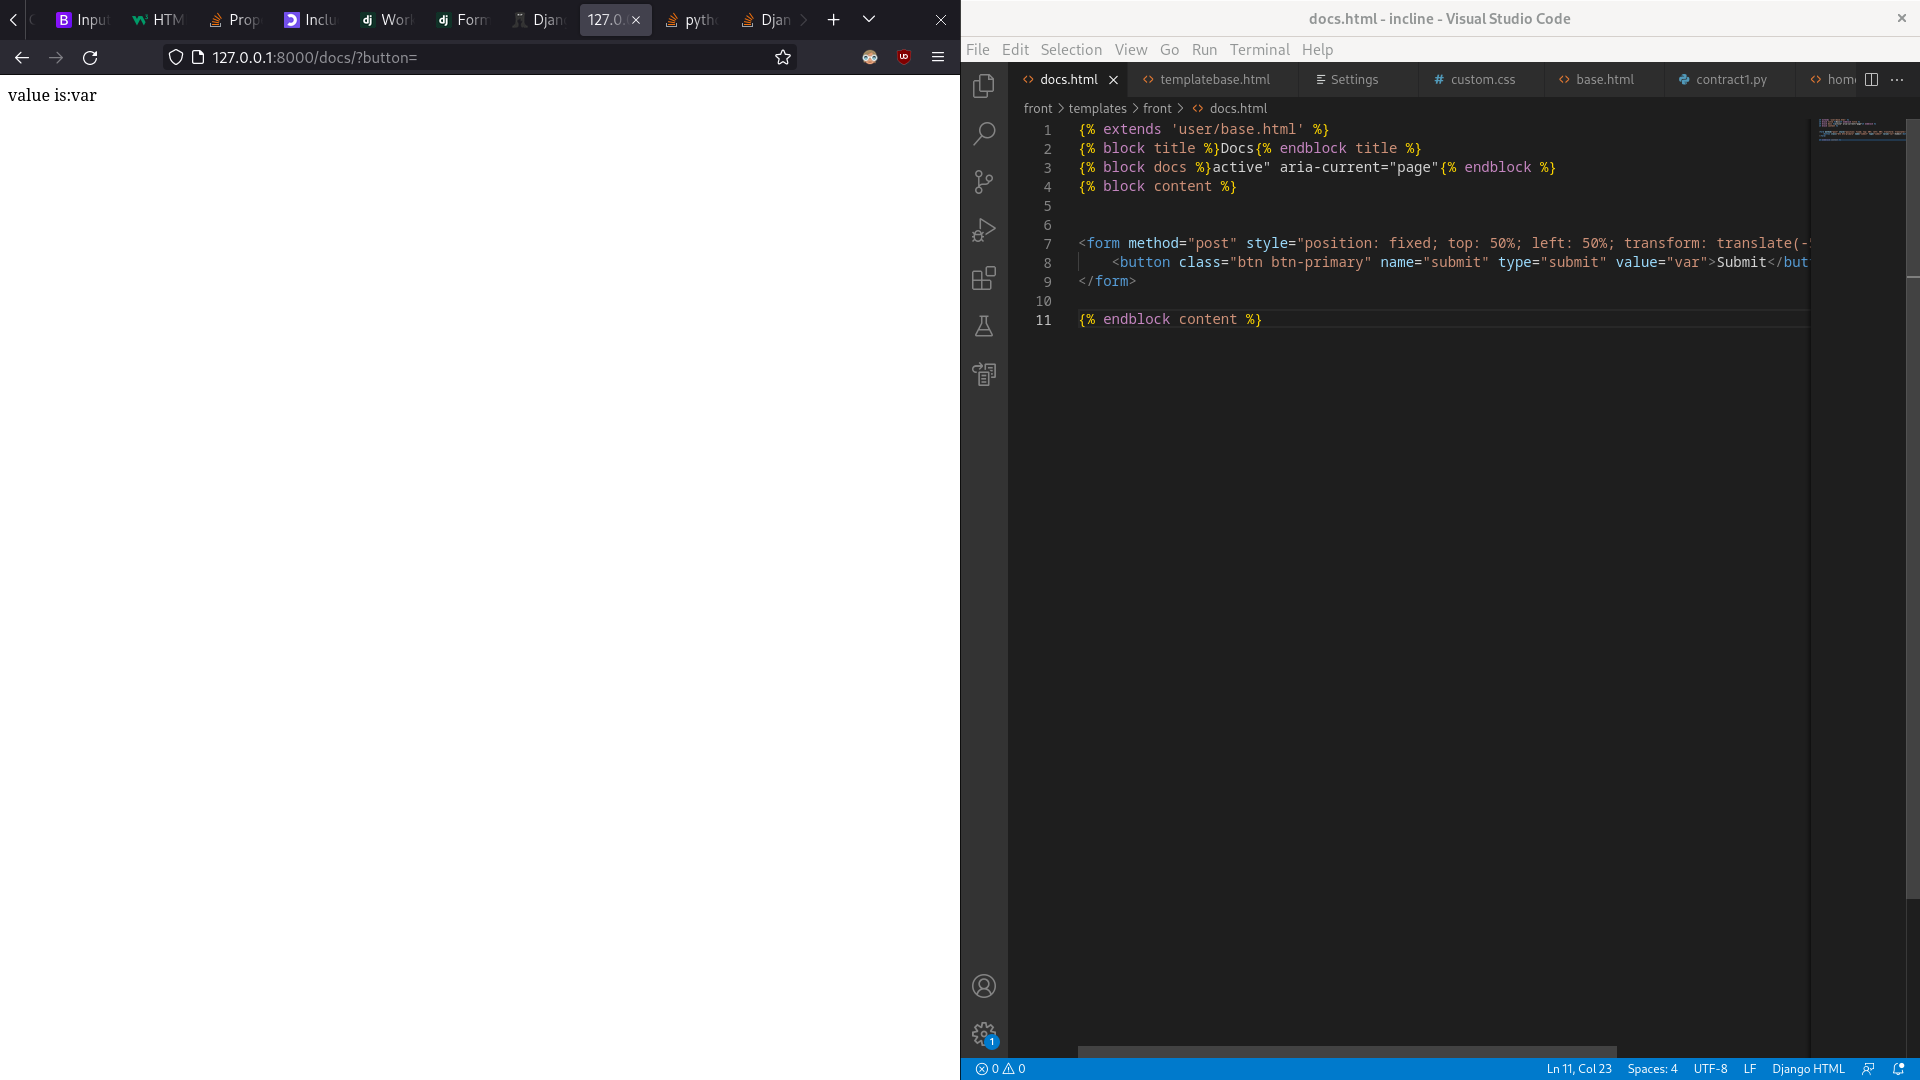 Input
HTM
Prop
Inclu
Work
Form
Djan
127.0.
pytho
Djan
127.0.0.1:8000/docs/?button=
value is:var
docs.html - incline - Visual Studio Code
File Edit Selection View Go Run Terminal Help
docs.html templatebase.html Settings custom.css base.html contract1.py hom
front > templates > front > docs.html
1 {% extends 'user/base.html' %}
2 {% block title %}Docs{% endblock title %}
3 {% block docs %}active" aria-current="page"{% endblock %}
4 {% block content %}
5
6
7 <form method="post" style="position: fixed; top: 50%; left: 50%; transform: translate(-
8 <button class="btn btn-primary" name="submit" type="submit" value="var">Submit</but
9 </form>
10
11 {% endblock content %}
1
0 0 Ln 11, Col 23 Spaces: 4 UTF-8 LF Django HTML